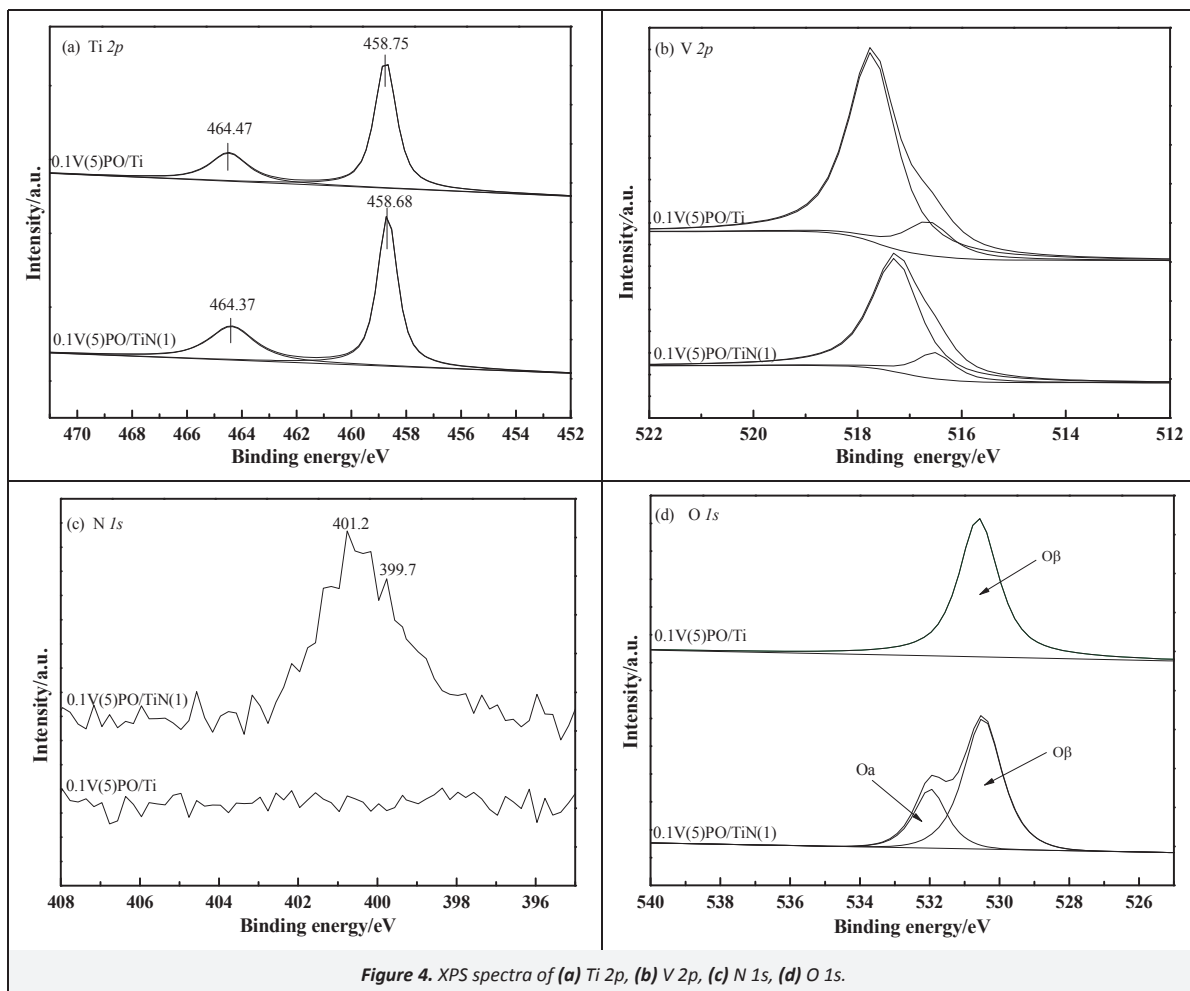 (a) Ti 2p
458.75
464.47
0.1V(5)PO/Ti
458.68
464.37
0.1V(5)PO/TiN(1)
Intensity/a.u.
470 468 466 464 462 460 458 456 454 452
Binding energy/eV
(b) V 2p
0.1V(5)PO/Ti
0.1V(5)PO/TiN(1)
Intensity/a.u.
522 520 518 516 514 512
Binding energy/eV
(c) N 1s
401.2
399.7
0.1V(5)PO/TiN(1)
0.1V(5)PO/Ti
Intensity/a.u.
408 406 404 402 400 398 396
Binding energy/eV
(d) O 1s
Oβ
0.1V(5)PO/Ti
Oβ
Oa
0.1V(5)PO/TiN(1)
Intensity/a.u.
540 538 536 534 532 530 528 526
Binding energy/eV
Figure 4. XPS spectra of (a) Ti 2p, (b) V 2p, (c) N 1s, (d) O 1s.